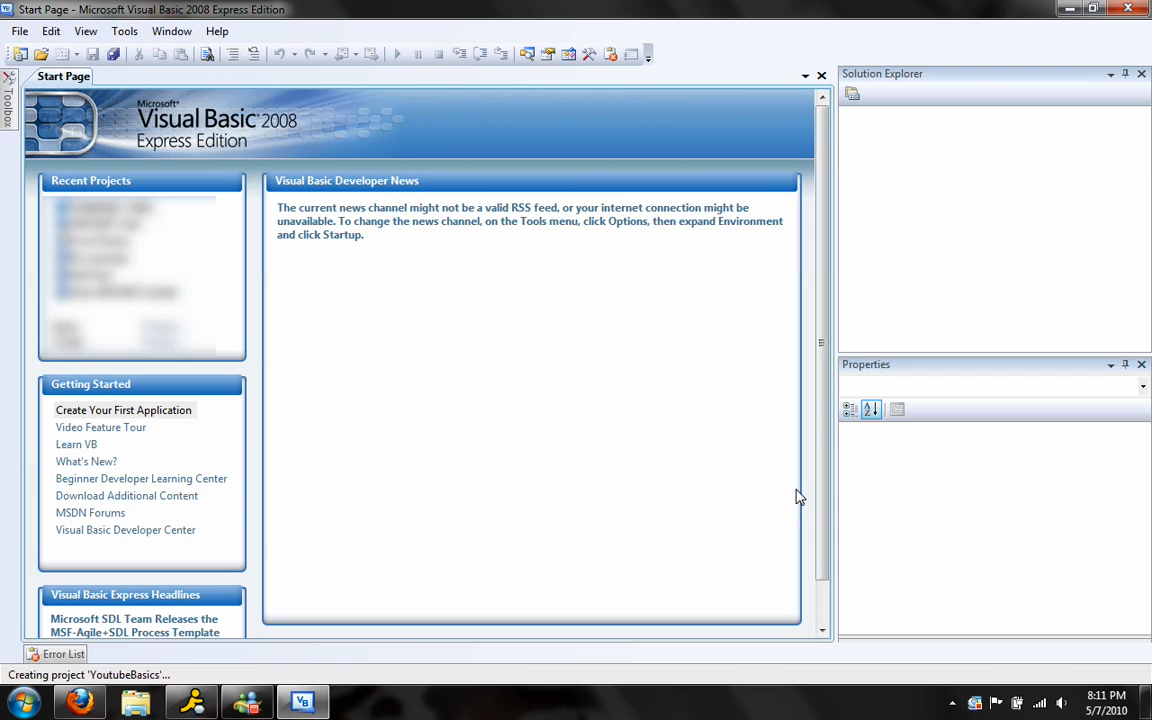 Start Page - Microsoft Visual Basic 2008 Express Edition
File Edit View Tools Window Help
Toolbox
Start Page
Solution Explorer
Microsoft®
Visual Basic® 2008
Express Edition
Recent Projects
Visual Basic Developer News
The current news channel might not be a valid RSS feed, or your internet connection might be
unavailable. To change the news channel, on the Tools menu, click Options, then expand Environment
and click Startup.
Properties
Getting Started
Create Your First Application
Video Feature Tour
Learn VB
What's New?
Beginner Developer Learning Center
Download Additional Content
MSDN Forums
Visual Basic Developer Center
Visual Basic Express Headlines
Microsoft SDL Team Releases the
MSF-Agile+SDL Process Template
Error List
Creating project 'YoutubeBasics'...
VB
8:11 PM
5/7/2010